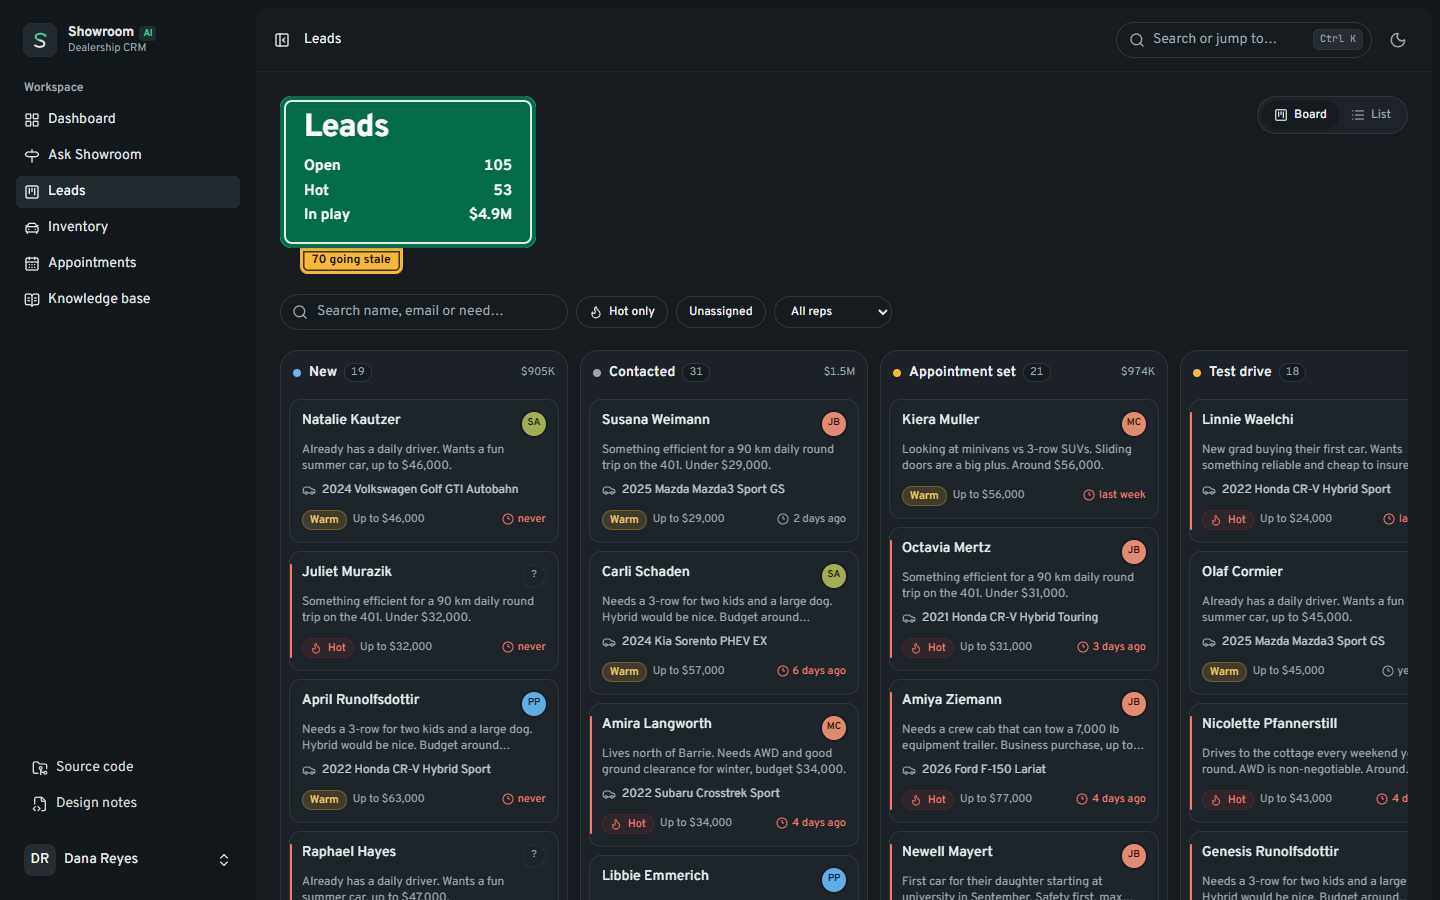 S
Showroom AI
Dealership CRM
Workspace
Dashboard
Ask Showroom
Leads
Inventory
Appointments
Knowledge base
Source code
Design notes
DR Dana Reyes
Leads
Search or jump to… Ctrl K
Leads
Open 105
Hot 53
In play $4.9M
70 going stale
Board List
Search name, email or need…
Hot only
Unassigned
All reps
New 19 $905K
Natalie Kautzer SA
Already has a daily driver. Wants a fun
summer car, up to $46,000.
2024 Volkswagen Golf GTI Autobahn
Warm Up to $46,000 never
Juliet Murazik ?
Something efficient for a 90 km daily round
trip on the 401. Under $32,000.
Hot Up to $32,000 never
April Runolfsdottir PP
Needs a 3-row for two kids and a large dog.
Hybrid would be nice. Budget around…
2022 Honda CR-V Hybrid Sport
Warm Up to $63,000 never
Raphael Hayes ?
Already has a daily driver. Wants a fun
summer car, up to $47,000.
Contacted 31 $1.5M
Susana Weimann JB
Something efficient for a 90 km daily round
trip on the 401. Under $29,000.
2025 Mazda Mazda3 Sport GS
Warm Up to $29,000 2 days ago
Carli Schaden SA
Needs a 3-row for two kids and a large dog.
Hybrid would be nice. Budget around…
2024 Kia Sorento PHEV EX
Warm Up to $57,000 6 days ago
Amira Langworth MC
Lives north of Barrie. Needs AWD and good
ground clearance for winter, budget $34,000.
2022 Subaru Crosstrek Sport
Hot Up to $34,000 4 days ago
Libbie Emmerich PP
Appointment set 21 $974K
Kiera Muller MC
Looking at minivans vs 3-row SUVs. Sliding
doors are a big plus. Around $56,000.
Warm Up to $56,000 last week
Octavia Mertz JB
Something efficient for a 90 km daily round
trip on the 401. Under $31,000.
2021 Honda CR-V Hybrid Touring
Hot Up to $31,000 3 days ago
Amiya Ziemann JB
Needs a crew cab that can tow a 7,000 lb
equipment trailer. Business purchase, up to…
2026 Ford F-150 Lariat
Hot Up to $77,000 4 days ago
Newell Mayert JB
First car for their daughter starting at
university in September. Safety first, max…
Test drive 18
Linnie Waelchi
New grad buying their first car. Wants
something reliable and cheap to insure
2022 Honda CR-V Hybrid Sport
Hot Up to $24,000 la
Olaf Cormier
Already has a daily driver. Wants a fun
summer car, up to $45,000.
2025 Mazda Mazda3 Sport GS
Warm Up to $45,000 ye
Nicolette Pfannerstill
Drives to the cottage every weekend y
round. AWD is non-negotiable. Around
Hot Up to $43,000 4 d
Genesis Runolfsdottir
Needs a 3-row for two kids and a large
Hybrid would be nice. Budget around